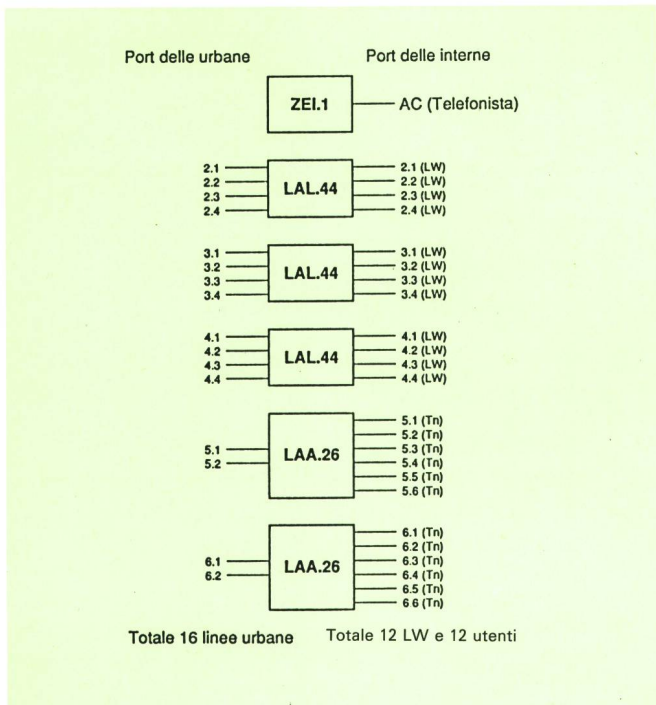 Port delle urbane Port delle interne
ZEI.1 AC (Telefonista)
2.1 2.1 (LW)
2.2 LAL.44 2.2 (LW)
2.3 2.3 (LW)
2.4 2.4 (LW)
3.1 3.1 (LW)
3.2 LAL.44 3.2 (LW)
3.3 3.3 (LW)
3.4 3.4 (LW)
4.1 4.1 (LW)
4.2 LAL.44 4.2 (LW)
4.3 4.3 (LW)
4.4 4.4 (LW)
5.1 (Tn)
5.2 (Tn)
5.1 LAA.26 5.3 (Tn)
5.2 5.4 (Tn)
5.5 (Tn)
5.6 (Tn)
6.1 (Tn)
6.2 (Tn)
6.1 LAA.26 6.3 (Tn)
6.2 6.4 (Tn)
6.5 (Tn)
6 6 (Tn)
Totale 16 linee urbane Totale 12 LW e 12 utenti